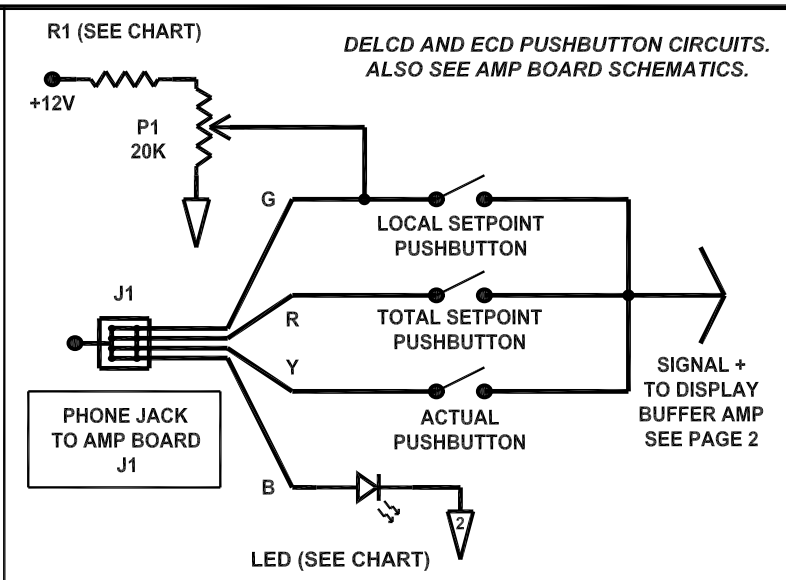 R1 (SEE CHART)
DELCD AND ECD PUSHBUTTON CIRCUITS.
ALSO SEE AMP BOARD SCHEMATICS.
+12V
P1
20K
G
LOCAL SETPOINT
PUSHBUTTON
J1
R
TOTAL SETPOINT
PUSHBUTTON
Y
ACTUAL
PUSHBUTTON
SIGNAL +
TO DISPLAY
BUFFER AMP
SEE PAGE 2
PHONE JACK
TO AMP BOARD
J1
B
2
LED (SEE CHART)